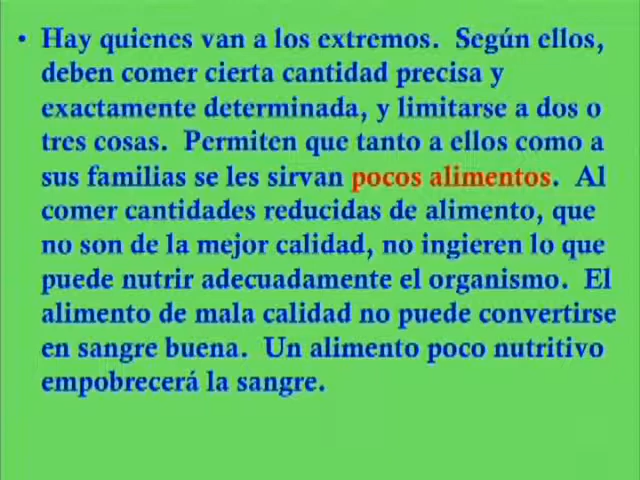 • Hay quienes van a los extremos. Según ellos,
deben comer cierta cantidad precisa y
exactamente determinada, y limitarse a dos o
tres cosas. Permiten que tanto a ellos como a
sus familias se les sirvan pocos alimentos. Al
comer cantidades reducidas de alimento, que
no son de la mejor calidad, no ingieren lo que
puede nutrir adecuadamente el organismo. El
alimento de mala calidad no puede convertirse
en sangre buena. Un alimento poco nutritivo
empobrecerá la sangre.